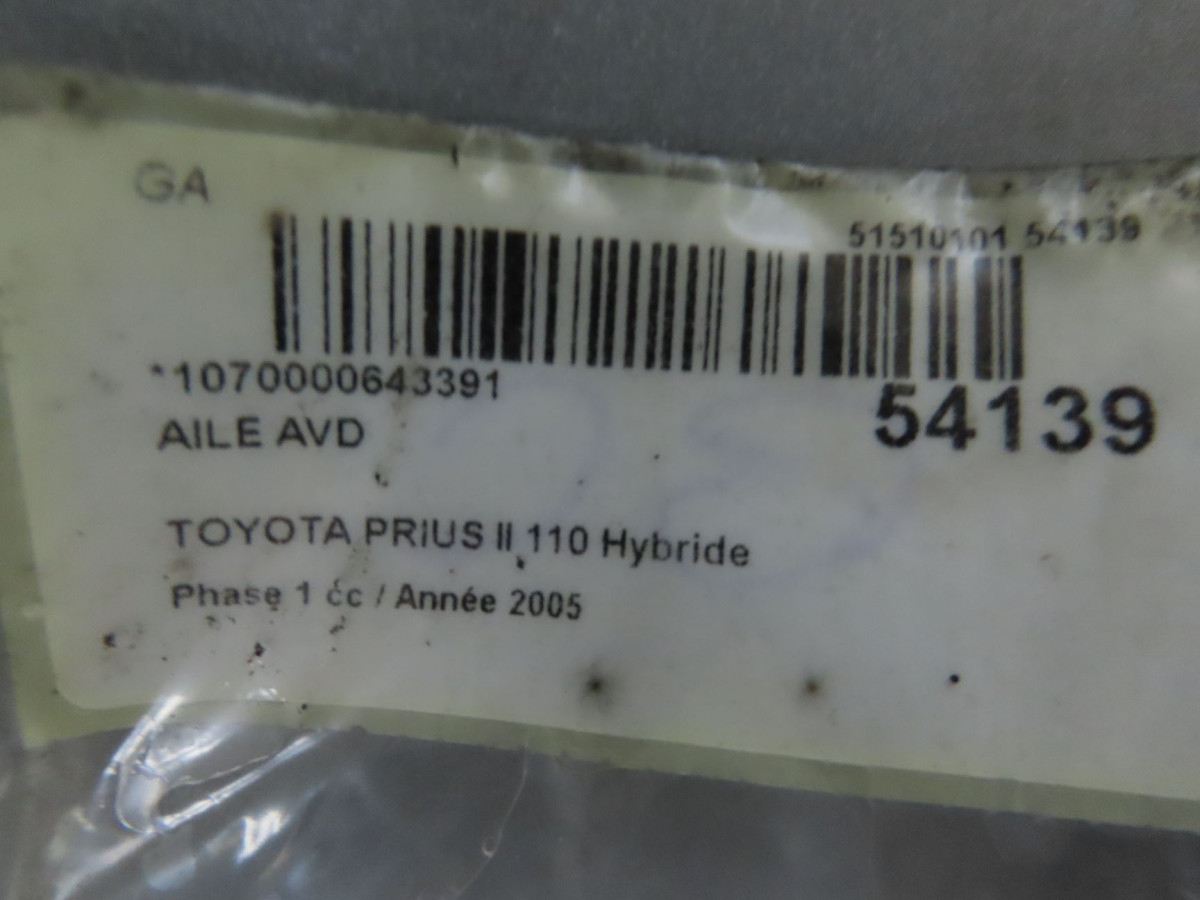 GA
51510101 54139
*1070000643391
54139
AILE AVD
TOYOTA PRIUS II 110 Hybride
Phase 1 cc / Année 2005